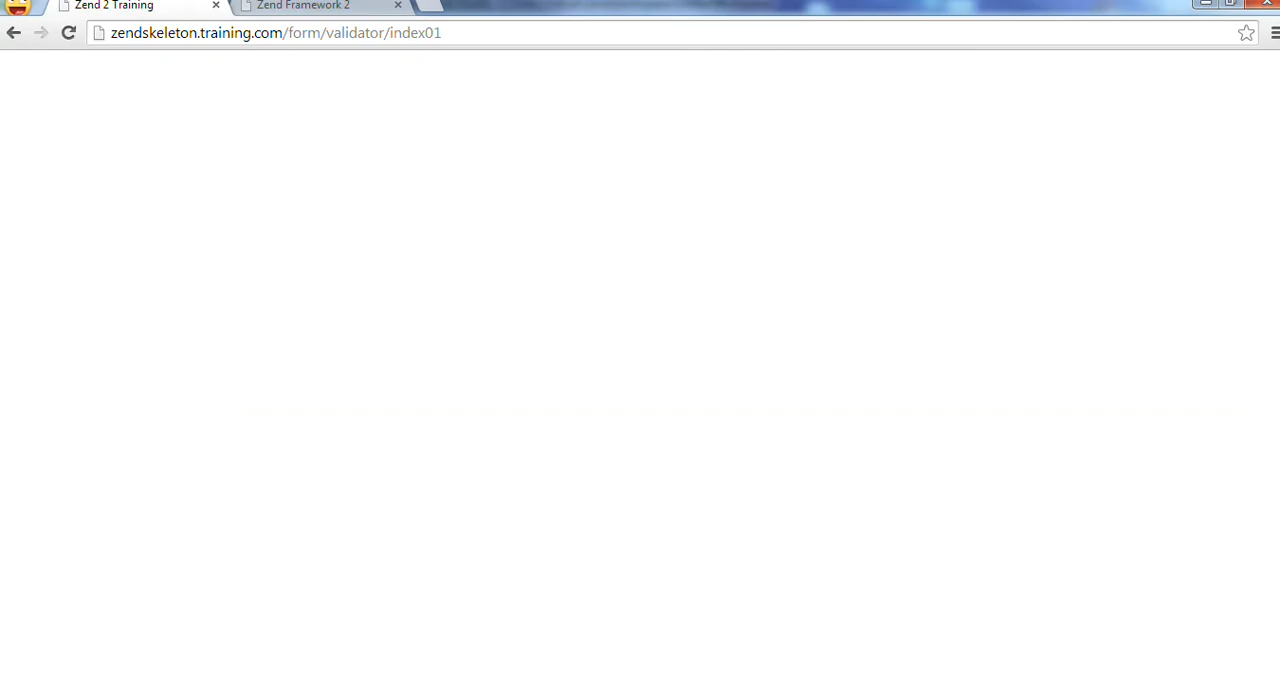 Zend 2 Training
Zend Framework 2
zendskeleton.training.com/form/validator/index01